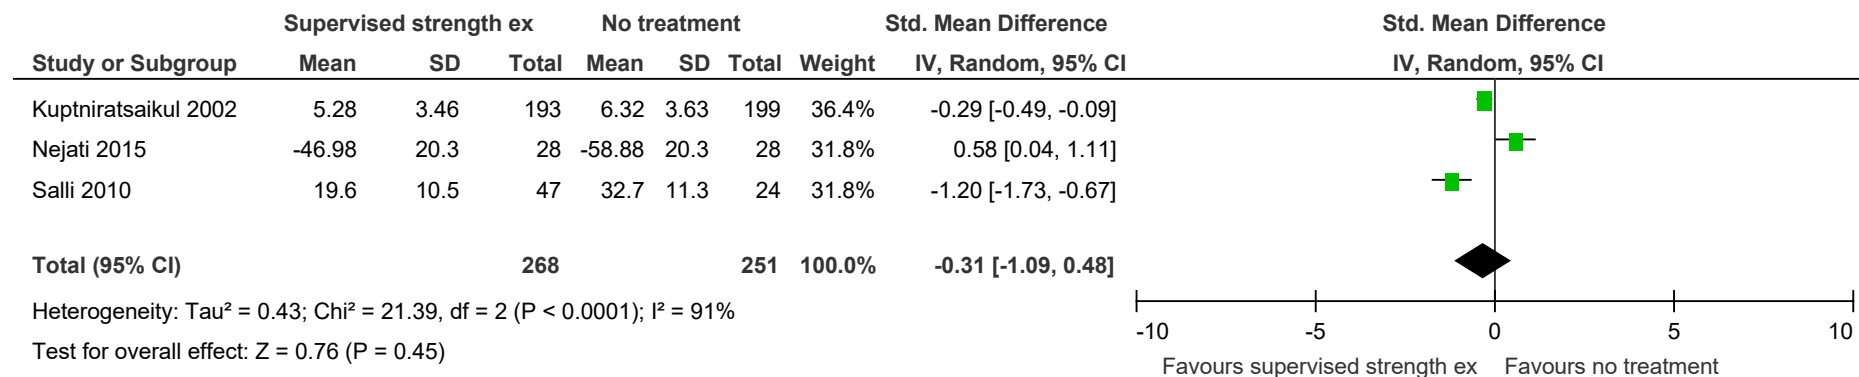 Supervised strength ex No treatment Std. Mean Difference Std. Mean Difference
Study or Subgroup Mean SD Total Mean SD Total Weight IV, Random, 95% CI IV, Random, 95% CI
Kuptniratsaikul 2002 5.28 3.46 193 6.32 3.63 199 36.4% -0.29 [-0.49, -0.09]
Nejati 2015 -46.98 20.3 28 -58.88 20.3 28 31.8% 0.58 [0.04, 1.11]
Salli 2010 19.6 10.5 47 32.7 11.3 24 31.8% -1.20 [-1.73, -0.67]
Total (95% CI) 268 251 100.0% -0.31 [-1.09, 0.48]
Heterogeneity: Tau² = 0.43; Chi² = 21.39, df = 2 (P < 0.0001); I² = 91%
Test for overall effect: Z = 0.76 (P = 0.45)
-10 -5 0 5 10
Favours supervised strength ex Favours no treatment